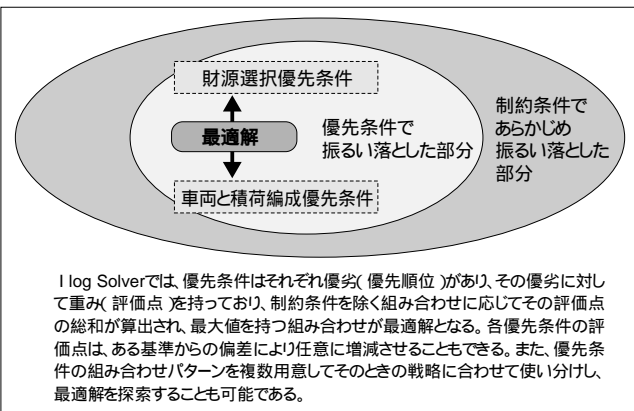 財源選択優先条件
最適解
車両と積荷編成優先条件
優先条件で
振るい落とした部分
制約条件で
あらかじめ
振るい落とした
部分
Ilog Solverでは、優先条件はそれぞれ優劣(優先順位)があり、その優劣に対し
て重み(評価点)を持っており、制約条件を除く組み合わせに応じてその評価点
の総和が算出され、最大値を持つ組み合わせが最適解となる。各優先条件の評
価点は、ある基準からの偏差により任意に増減させることもできる。また、優先条
件の組み合わせパターンを複数用意してそのときの戦略に合わせて使い分けし、
最適解を探索することも可能である。